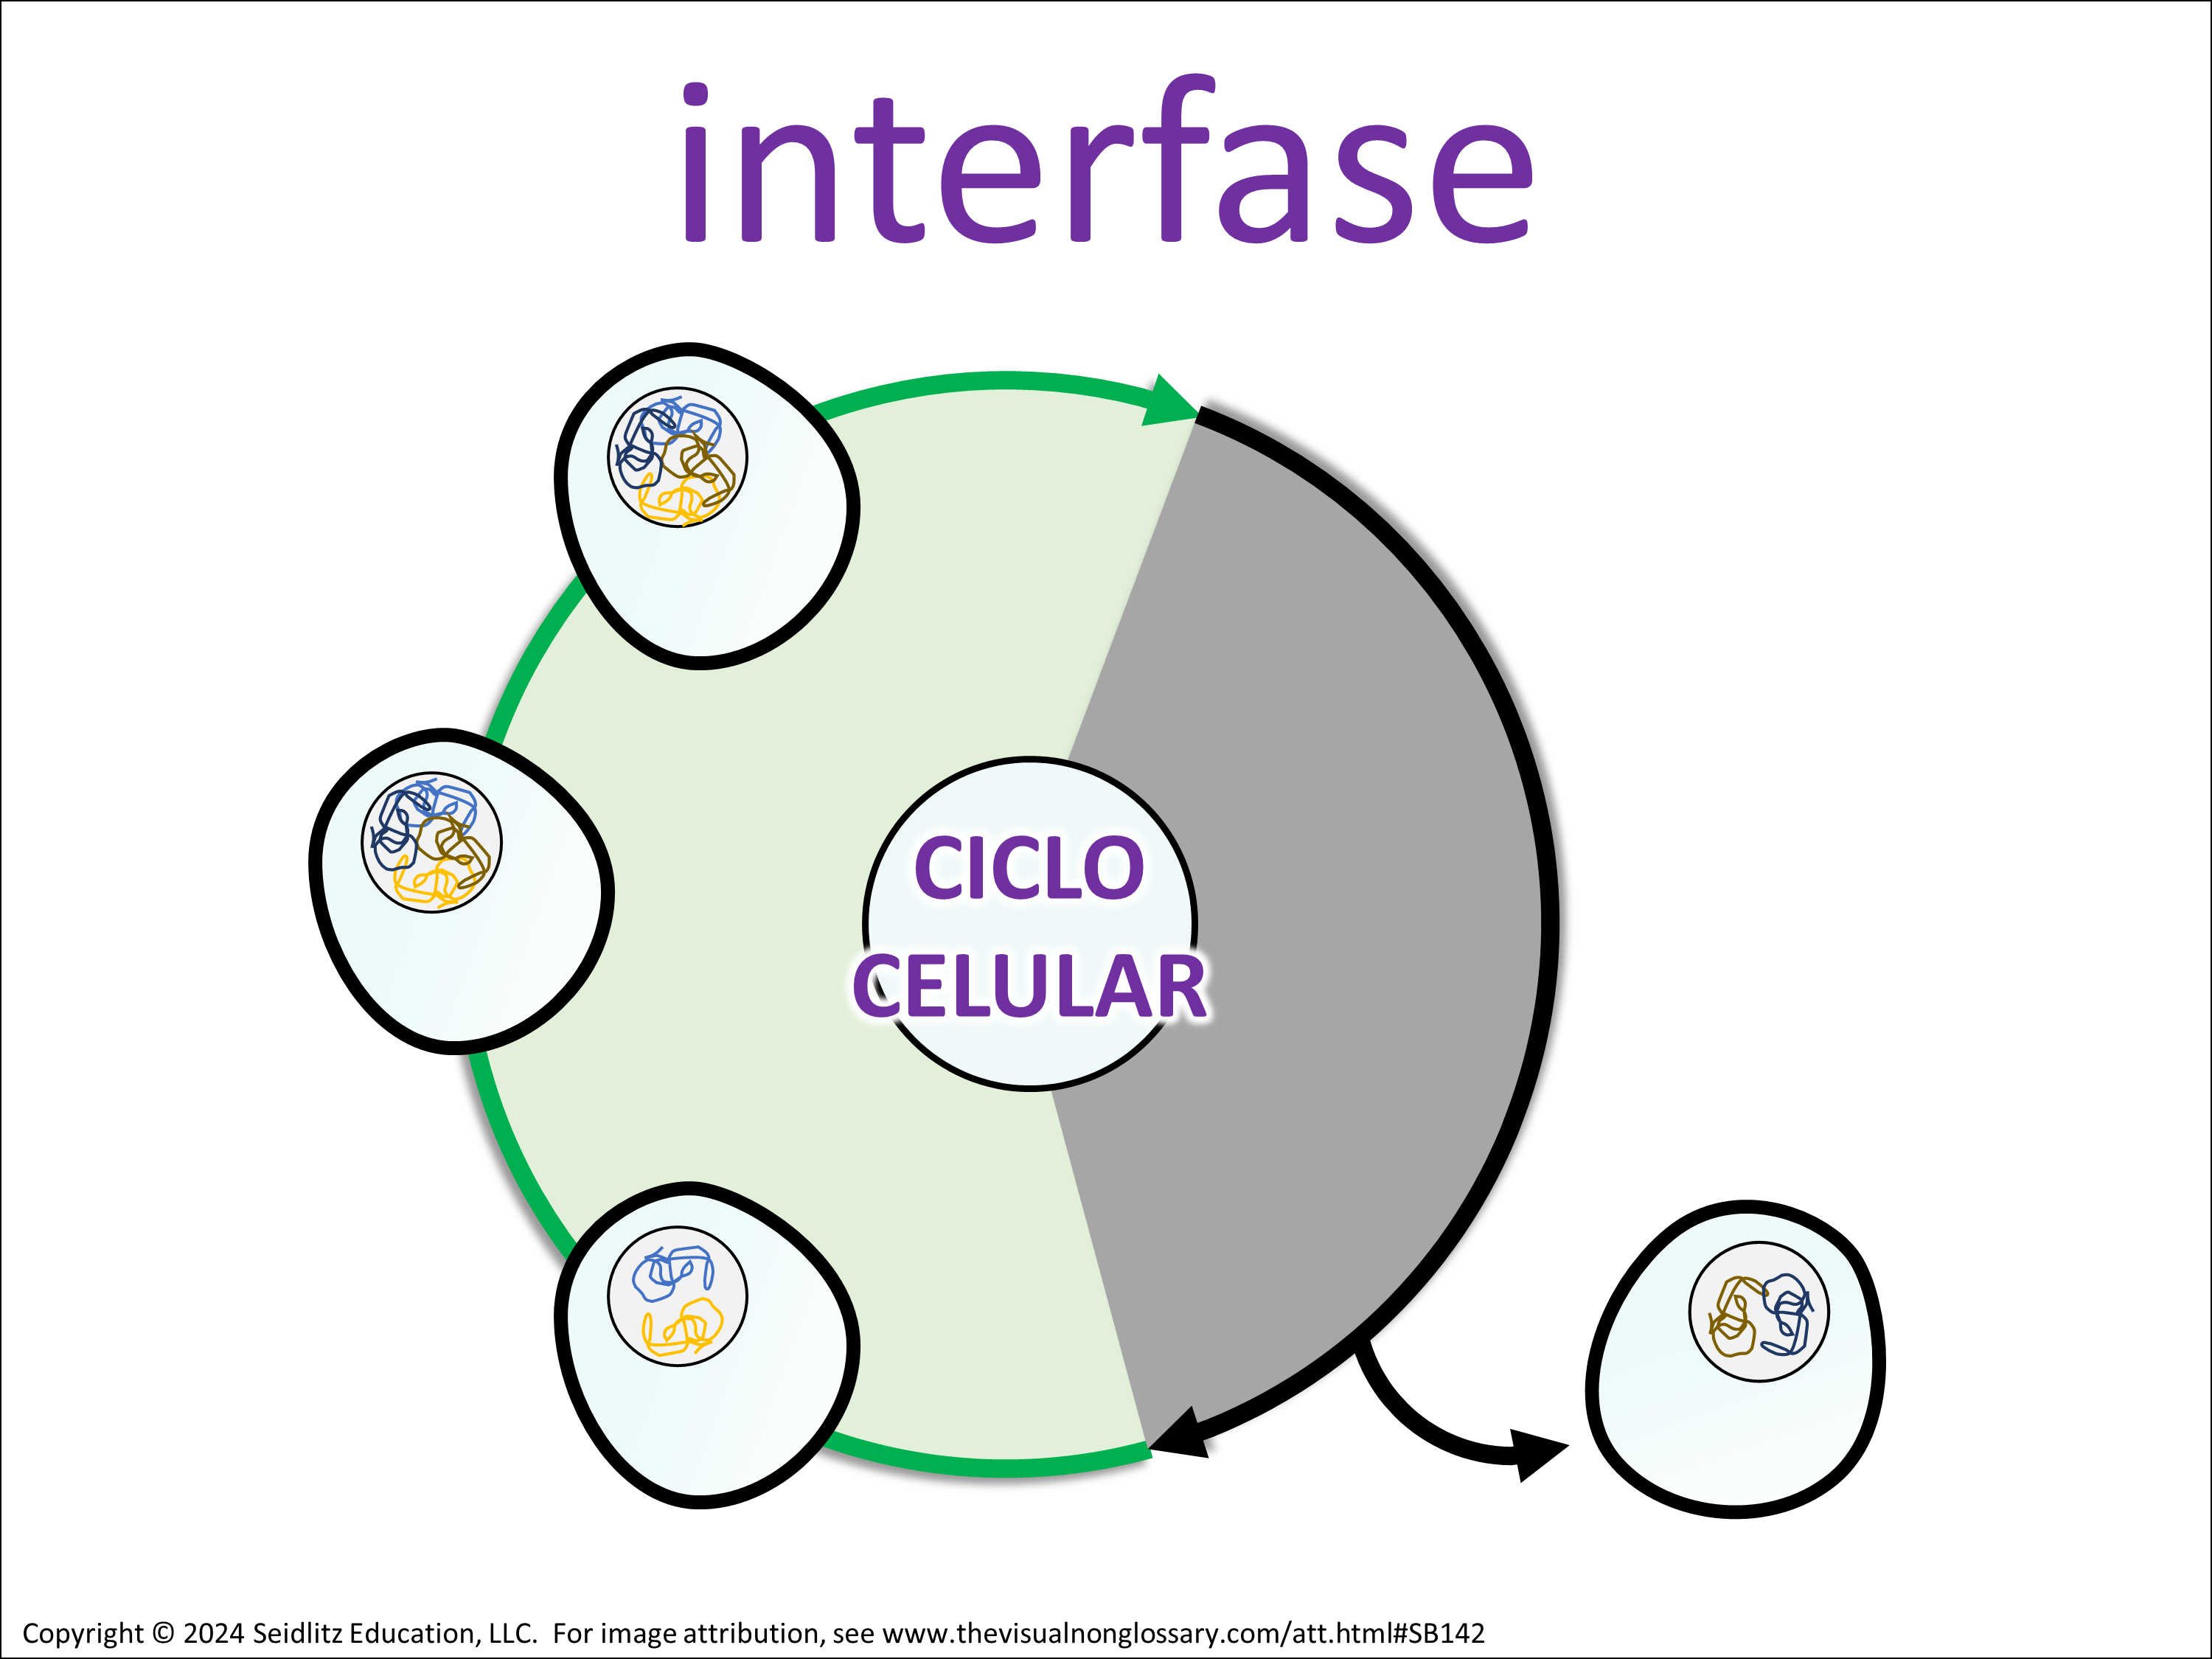 interfase
CICLO
CELULAR
Copyright © 2024 Seidlitz Education, LLC.  For image attribution, see www.thevisualnonglossary.com/att.html#SB142